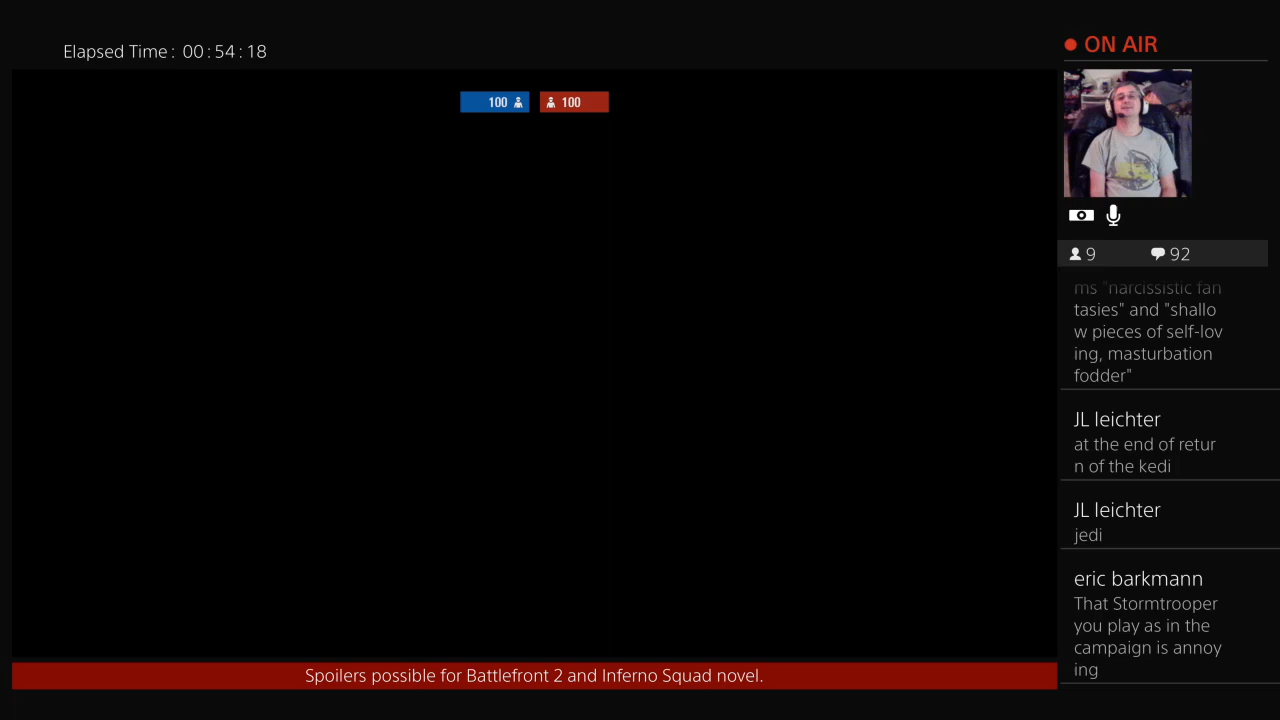 Elapsed Time : 00:54:18
ON AIR
100
100
9
92
ms "narcissistic fan
tasies" and "shallo
w pieces of self-lov
ing, masturbation
fodder"
JL leichter
at the end of retur
n of the kedi
JL leichter
jedi
eric barkmann
That Stormtrooper
you play as in the
campaign is annoy
ing
Spoilers possible for Battlefront 2 and Inferno Squad novel.